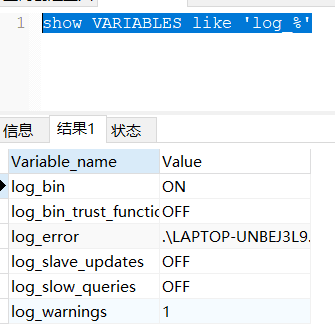 1 show VARIABLES like 'log_%'
信息 结果1 状态
Variable_name Value
log_bin ON
log_bin_trust_functio OFF
log_error .\LAPTOP-UNBEJ3L9.
log_slave_updates OFF
log_slow_queries OFF
log_warnings 1